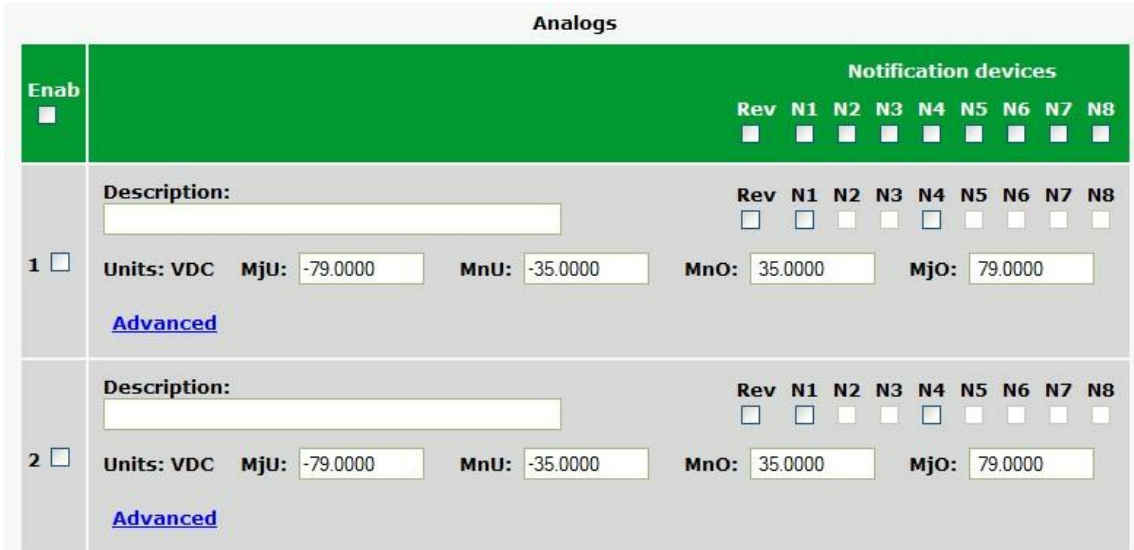 Analogs
Enab
Notification devices
Rev N1 N2 N3 N4 N5 N6 N7 N8
1
Description:
Rev N1 N2 N3 N4 N5 N6 N7 N8
Units: VDC MjU: -79.0000 MnU: -35.0000 MnO: 35.0000 MjO: 79.0000
Advanced
2
Description:
Rev N1 N2 N3 N4 N5 N6 N7 N8
Units: VDC MjU: -79.0000 MnU: -35.0000 MnO: 35.0000 MjO: 79.0000
Advanced